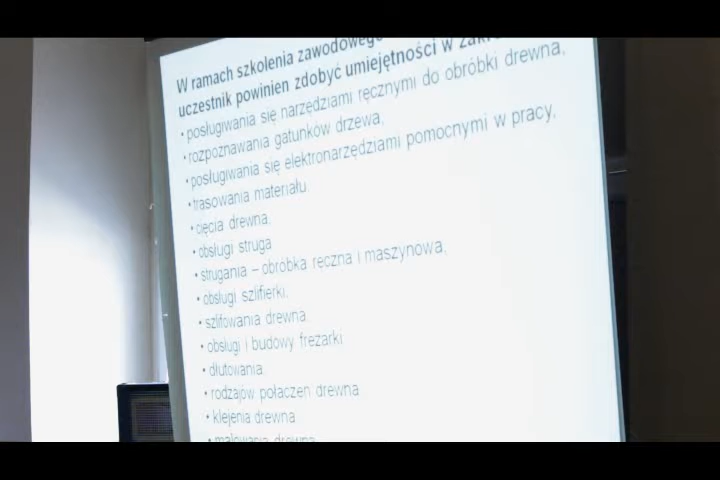 W ramach szkolenia zawodowego
uczestnik powinien zdobyć umiejętności w
• posługiwania się narzędziami ręcznymi do obróbki drewna,
• rozpoznawania gatunków drzewa,
• posługiwania się elektronarzędziami pomocnymi w pracy,
• trasowania materiału
• cięcia drewna,
• obsługi struga
• strugania – obróbka ręczna i maszynowa,
• obsługi szlifierki,
• szlifowania drewna
• obsługi i budowy frezarki
• dłutowania,
• rodzajów połaczeń drewna
• klejenia drewna
• malowania drewna